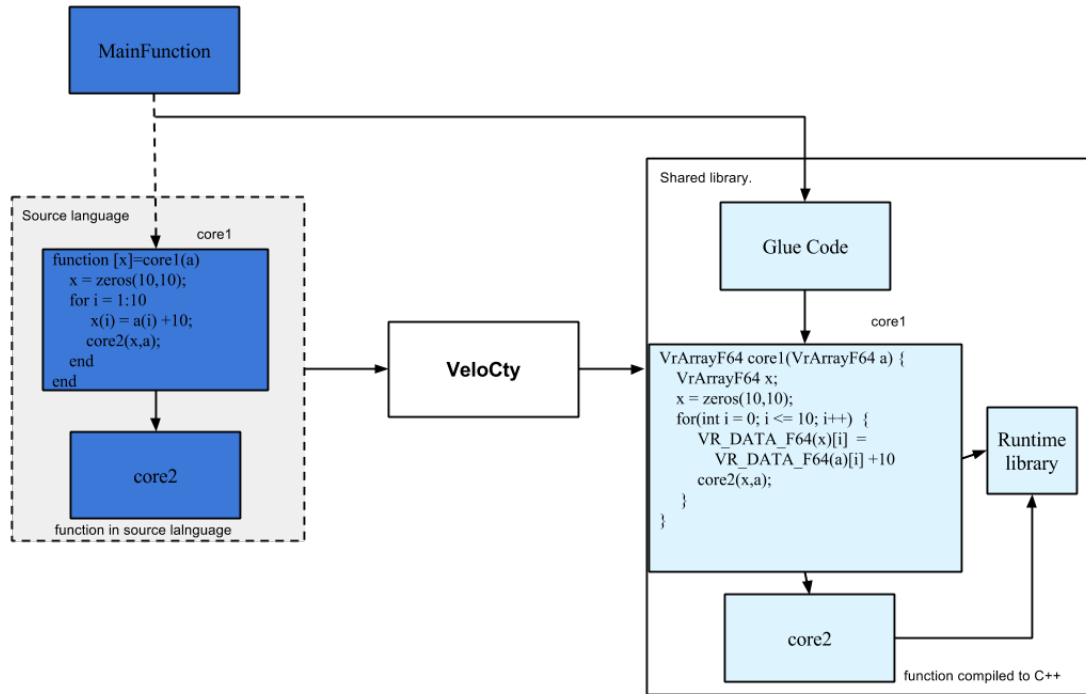 MainFunction
Source language
core1
function [x]=core1(a)
x = zeros(10,10);
for i = 1:10
x(i) = a(i) +10;
core2(x,a);
end
end
core2
function in source lalnguage
VeloCty
Shared library.
Glue Code
core1
VrArrayF64 core1(VrArrayF64 a) {
VrArrayF64 x;
x = zeros(10,10);
for(int i = 0; i <= 10; i++) {
VR_DATA_F64(x)[i] =
VR_DATA_F64(a)[i] +10
core2(x,a);
}
}
Runtime
library
core2
function compiled to C++